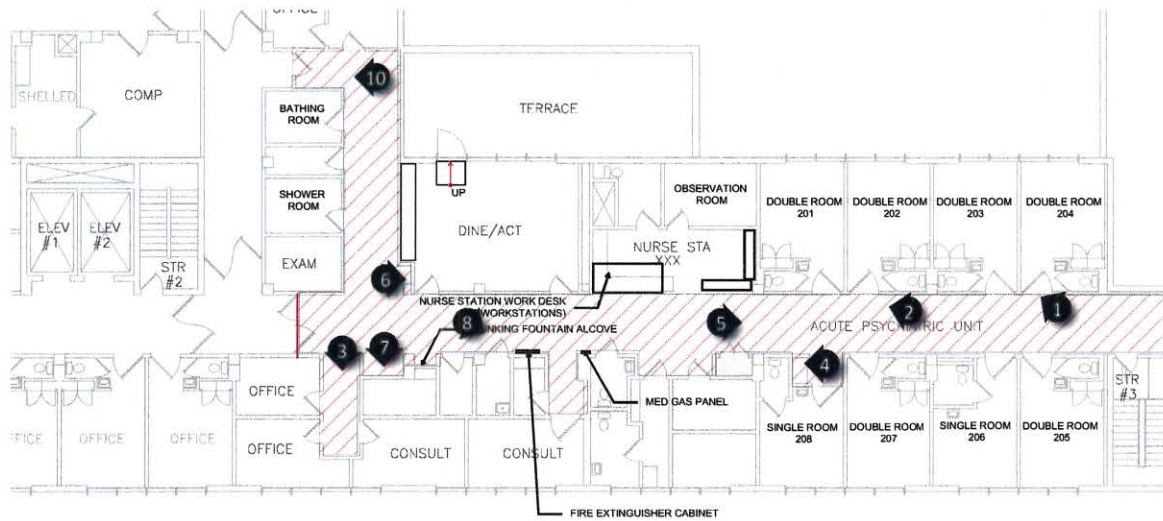 OFFICE
10
SHELLED
COMP
BATHING
ROOM
TERRACE
UP
SHOWER
ROOM
OBSERVATION
ROOM
DOUBLE ROOM
201
DOUBLE ROOM
202
DOUBLE ROOM
203
DOUBLE ROOM
204
ELEV
#1
ELEV
#2
STR
#2
DINE/ACT
NURSE STA
XXX
EXAM
6
NURSE STATION WORK DESK
(WORKSTATIONS)
8
DRINKING FOUNTAIN ALCOVE
5
2
1
ACUTE PSYCHIATRIC UNIT
3
7
4
OFFICE
STR
#3
MED GAS PANEL
OFFICE
OFFICE
OFFICE
OFFICE
CONSULT
CONSULT
SINGLE ROOM
208
DOUBLE ROOM
207
SINGLE ROOM
206
DOUBLE ROOM
205
FIRE EXTINGUISHER CABINET